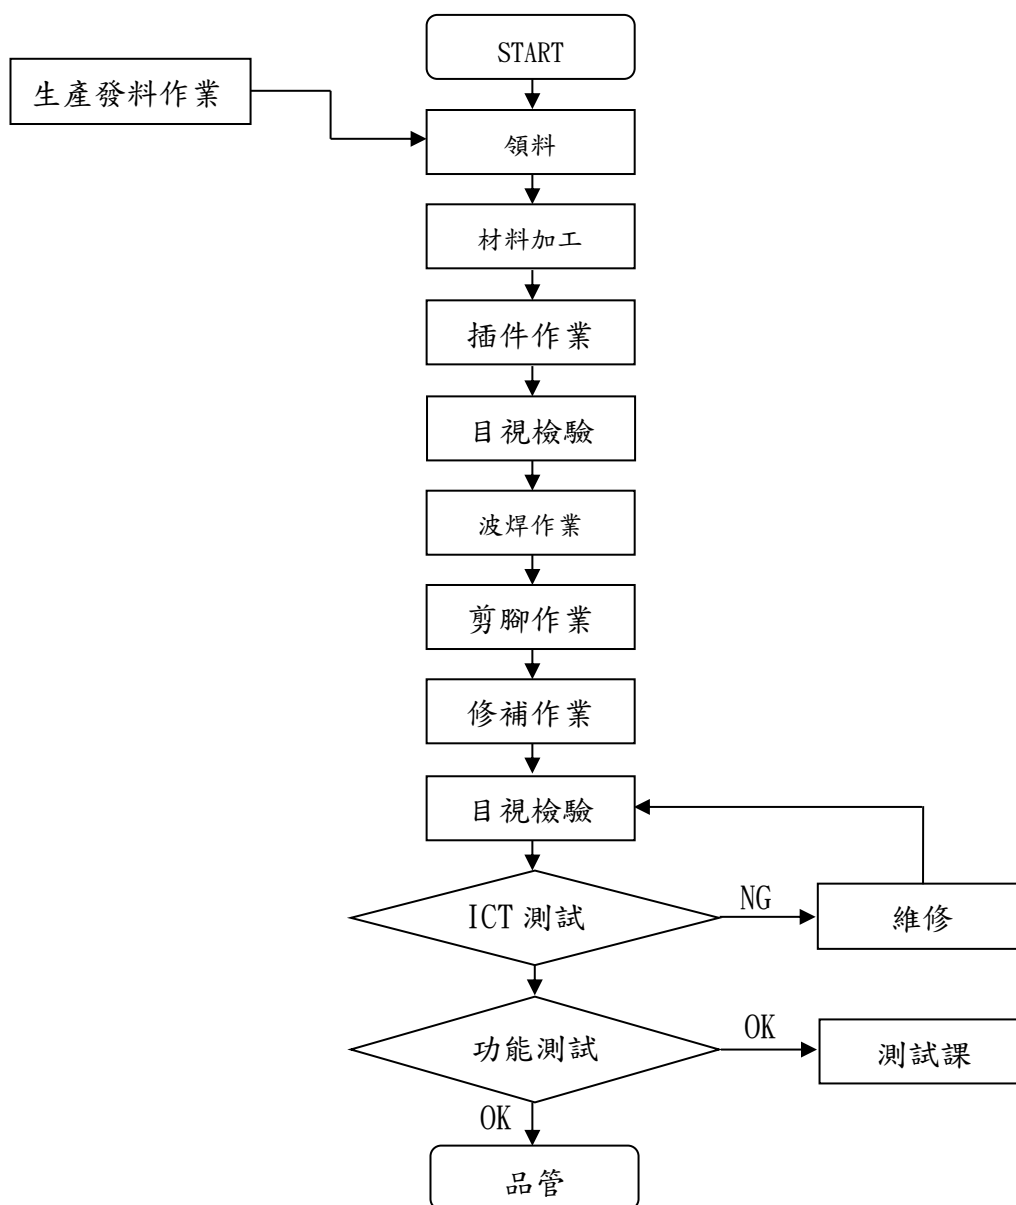 START
生產發料作業
領料
材料加工
插件作業
目視檢驗
波焊作業
剪腳作業
修補作業
目視檢驗
ICT 測試
NG
維修
功能測試
OK
測試課
OK
品管